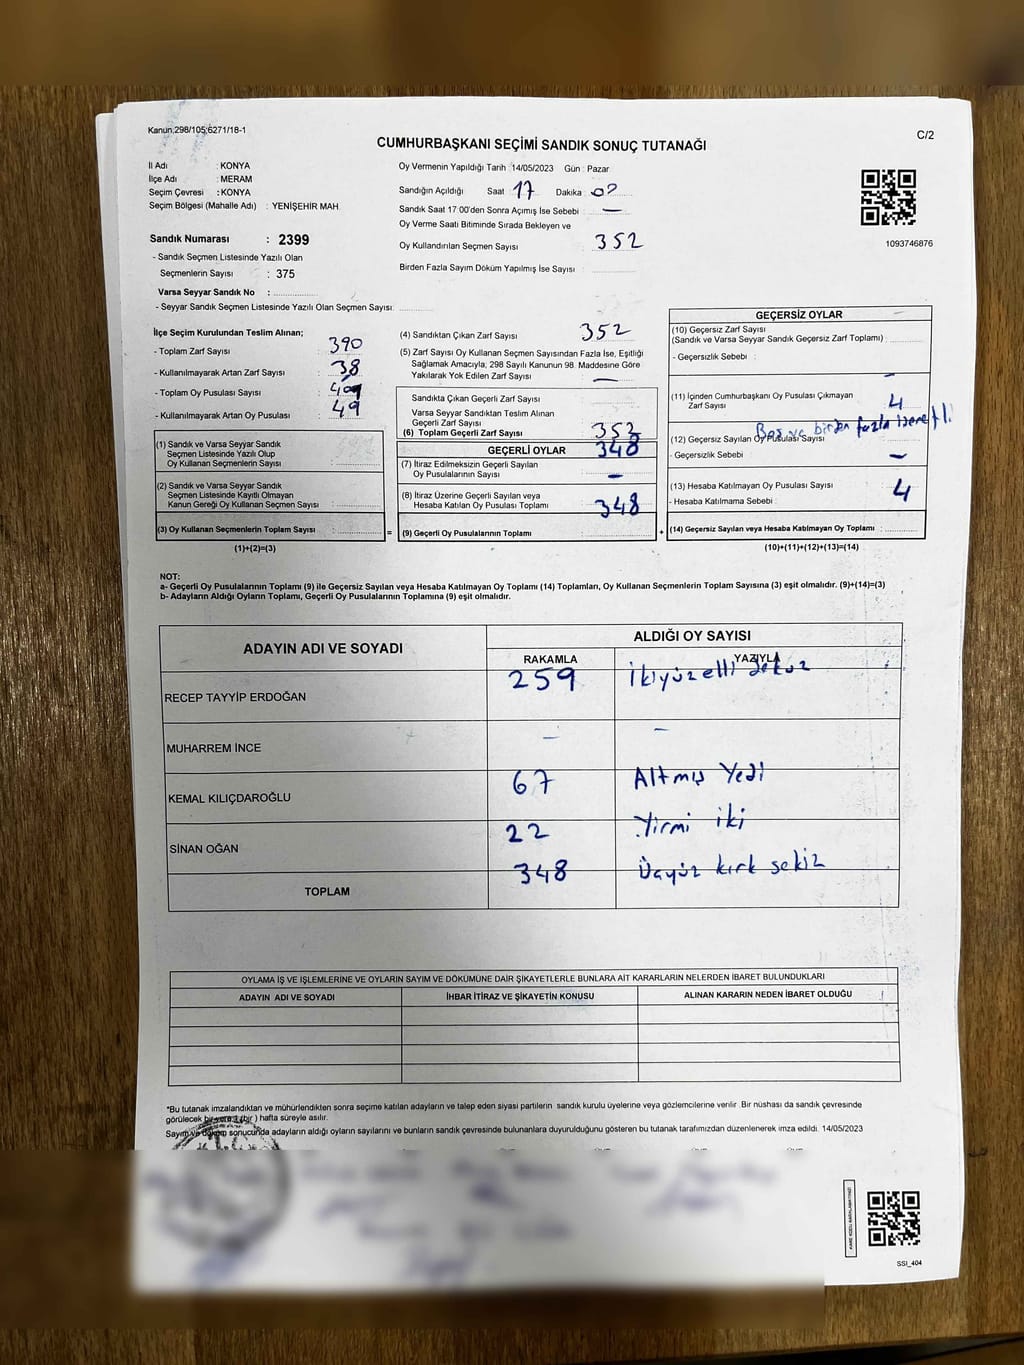 Kanun.298/105;6271/18-1
C/2
CUMHURBAŞKANI SEÇİMİ SANDIK SONUÇ TUTANAĞI
İl Adı : KONYA
İlçe Adı : MERAM
Seçim Çevresi : KONYA
Seçim Bölgesi (Mahalle Adı) : YENİŞEHİR MAH.
Sandık Numarası : 2399
- Sandık Seçmen Listesinde Yazılı Olan
Seçmenlerin Sayısı : 375
Varsa Seyyar Sandık No :
- Seyyar Sandık Seçmen Listesinde Yazılı Olan Seçmen Sayısı:
Oy Vermenin Yapıldığı Tarih :14/05/2023 Gün : Pazar
Sandığın Açıldığı Saat 17 Dakika
Sandık Saat 17:00'den Sonra Açımış İse Sebebi : —
Oy Verme Saati Bitiminde Sırada Bekleyen ve
Oy Kullandırılan Seçmen Sayısı 352
Birden Fazla Sayım Döküm Yapılmış İse Sayısı :
1093746876
İlçe Seçim Kurulundan Teslim Alınan;
- Toplam Zarf Sayısı : 390
- Kullanılmayarak Artan Zarf Sayısı : 38
- Toplam Oy Pusulası Sayısı :
- Kullanılmayarak Artan Oy Pusulası : 49
(1) Sandık ve Varsa Seyyar Sandık
Seçmen Listesinde Yazılı Olup
Oy Kullanan Seçmenlerin Sayısı :
(2) Sandık ve Varsa Seyyar Sandık
Seçmen Listesinde Kayıtlı Olmayan
Kanun Gereği Oy Kullanan Seçmen Sayısı :
(3) Oy Kullanan Seçmenlerin Toplam Sayısı : =
(1)+(2)=(3)
(4) Sandıktan Çıkan Zarf Sayısı 352
(5) Zarf Sayısı Oy Kullanan Seçmen Sayısından Fazla İse, Eşitliği
Sağlamak Amacıyla; 298 Sayılı Kanunun 98. Maddesine Göre
Yakılarak Yok Edilen Zarf Sayısı : —
Sandıkta Çıkan Geçerli Zarf Sayısı :
Varsa Seyyar Sandıktan Teslim Alınan
Geçerli Zarf Sayısı :
(6) Toplam Geçerli Zarf Sayısı : 352
GEÇERLİ OYLAR 348
(7) İtiraz Edilmeksizin Geçerli Sayılan
Oy Pusulalarının Sayısı : —
(8) İtiraz Üzerine Geçerli Sayılan veya
Hesaba Katılan Oy Pusulası Toplamı : 348
(9) Geçerli Oy Pusulalarının Toplamı : +
GEÇERSİZ OYLAR
(10) Geçersiz Zarf Sayısı
(Sandık ve Varsa Seyyar Sandık Geçersiz Zarf Toplamı) :
- Geçersizlik Sebebi :
—
(11) İçinden Cumhurbaşkanı Oy Pusulası Çıkmayan
Zarf Sayısı 4
Boş ve birden fazla işaretli
(12) Geçersiz Sayılan Oy Pusulası Sayısı
- Geçersizlik Sebebi : —
(13) Hesaba Katılmayan Oy Pusulası Sayısı : 4
- Hesaba Katılmama Sebebi :
(14) Geçersiz Sayılan veya Hesaba Katılmayan Oy Toplamı :
(10)+(11)+(12)+(13)=(14)
NOT:
a- Geçerli Oy Pusulalarının Toplamı (9) ile Geçersiz Sayılan veya Hesaba Katılmayan Oy Toplamı (14) Toplamları, Oy Kullanan Seçmenlerin Toplam Sayısına (3) eşit olmalıdır. (9)+(14)=(3)
b- Adayların Aldığı Oyların Toplamı, Geçerli Oy Pusulalarının Toplamına (9) eşit olmalıdır.
ADAYIN ADI VE SOYADI
ALDIĞI OY SAYISI
RAKAMLA YAZIYLA
RECEP TAYYİP ERDOĞAN 259 İkiyüz elli dokuz
MUHARREM İNCE — —
KEMAL KILIÇDAROĞLU 67 Altmış Yedi
SİNAN OĞAN 22 Yirmi iki
TOPLAM 348 Üçyüz kırk sekiz
OYLAMA İŞ VE İŞLEMLERİNE VE OYLARIN SAYIM VE DÖKÜMÜNE DAİR ŞİKAYETLERLE BUNLARA AİT KARARLARIN NELERDEN İBARET BULUNDUKLARI
ADAYIN ADI VE SOYADI İHBAR İTİRAZ VE ŞİKAYETİN KONUSU ALINAN KARARIN NEDEN İBARET OLDUĞU
*Bu tutanak imzalandıktan ve mühürlendikten sonra seçime katılan adayların ve talep eden siyasi partilerin sandık kurulu üyelerine veya gözlemcilerine verilir. Bir nüshası da sandık çevresinde
görülecek bir yere 1 (bir) hafta süreyle asılır.
Sayım ve döküm sonucunda adayların aldığı oyların sayılarını ve bunların sandık çevresinde bulunanlara duyurulduğunu gösteren bu tutanak tarafımızdan düzenlenerek imza edildi. 14/05/2023
SSI_404